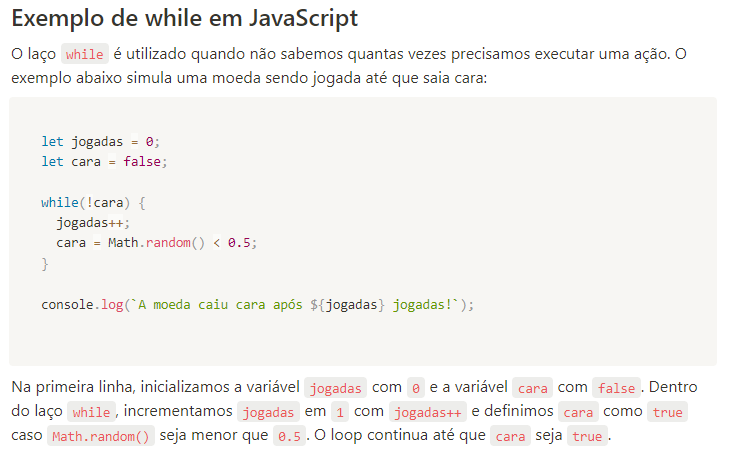 Exemplo de while em JavaScript
O laço while é utilizado quando não sabemos quantas vezes precisamos executar uma ação. O
exemplo abaixo simula uma moeda sendo jogada até que saia cara:
let jogadas = 0;
let cara = false;
while(!cara) {
  jogadas++;
  cara = Math.random() < 0.5;
}
console.log(`A moeda caiu cara após ${jogadas} jogadas!`);
Na primeira linha, inicializamos a variável jogadas com 0 e a variável cara com false. Dentro
do laço while, incrementamos jogadas em 1 com jogadas++ e definimos cara como true
caso Math.random() seja menor que 0.5. O loop continua até que cara seja true.